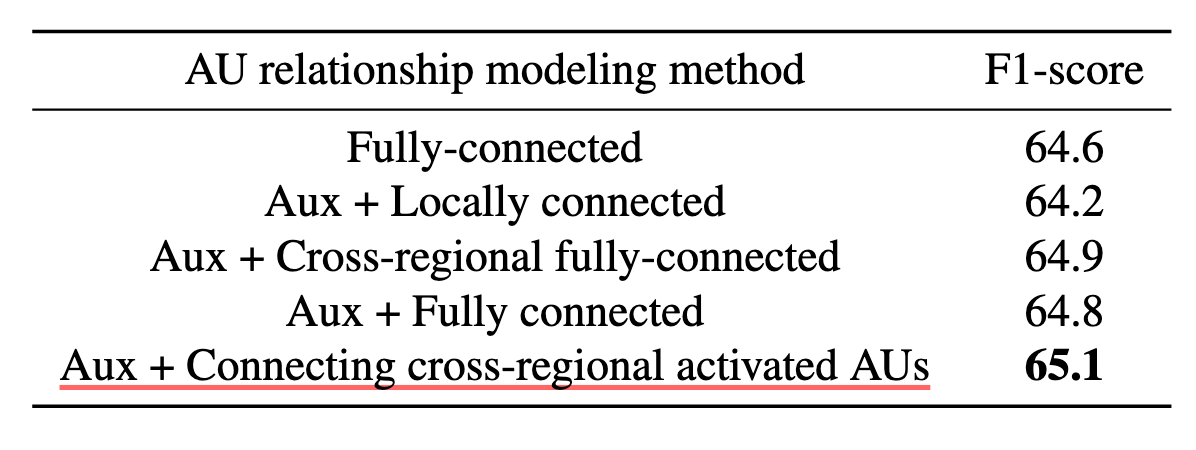 AU relationship modeling method F1-score
Fully-connected 64.6
Aux + Locally connected 64.2
Aux + Cross-regional fully-connected 64.9
Aux + Fully connected 64.8
Aux + Connecting cross-regional activated AUs 65.1